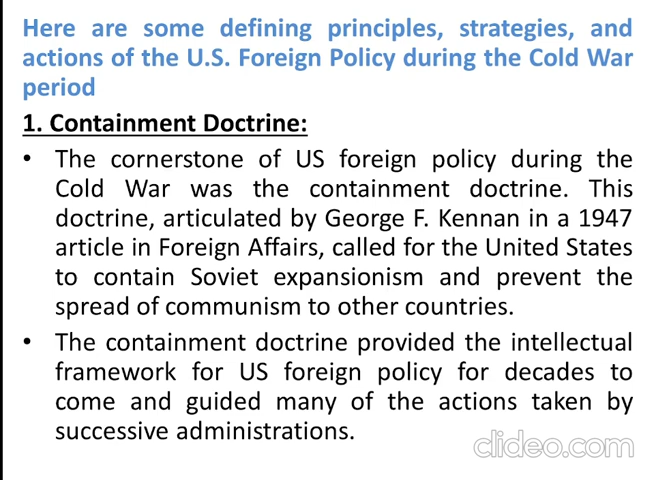 Here are some defining principles, strategies, and
actions of the U.S. Foreign Policy during the Cold War
period
1. Containment Doctrine:
• The cornerstone of US foreign policy during the
Cold War was the containment doctrine. This
doctrine, articulated by George F. Kennan in a 1947
article in Foreign Affairs, called for the United States
to contain Soviet expansionism and prevent the
spread of communism to other countries.
• The containment doctrine provided the intellectual
framework for US foreign policy for decades to
come and guided many of the actions taken by
successive administrations.
clideo.com